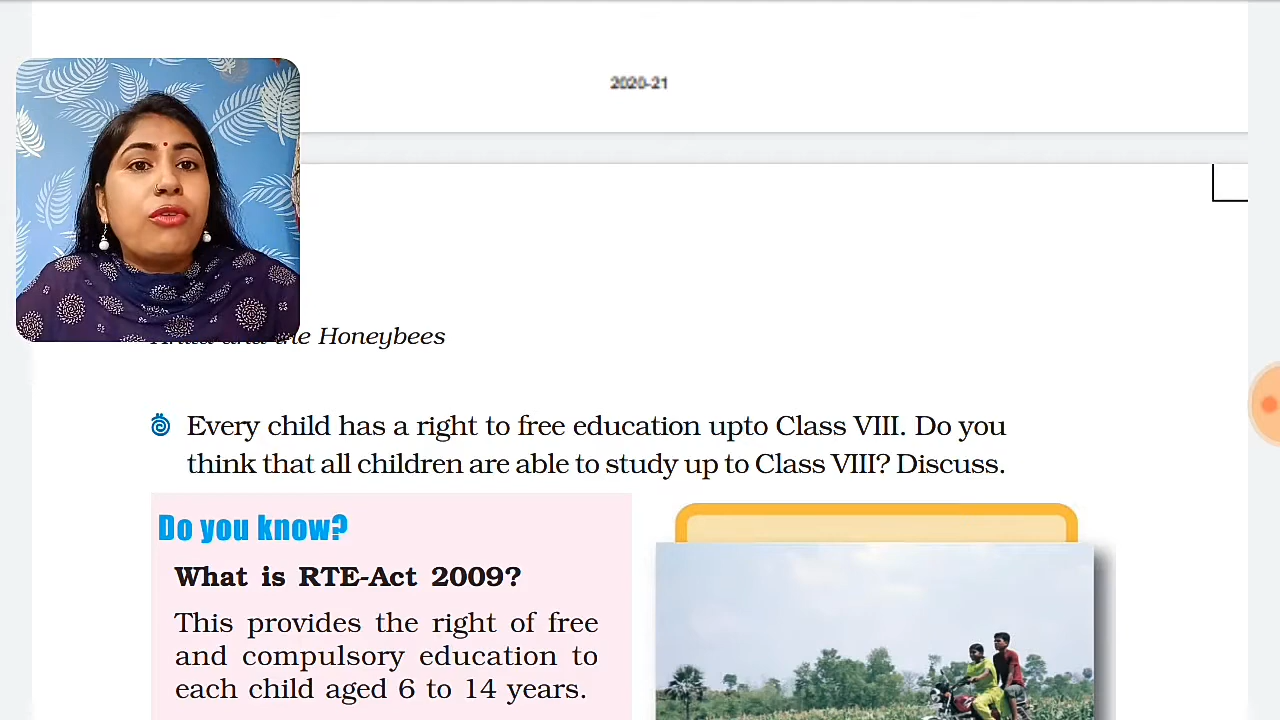 2020-21
the Honeybees
Every child has a right to free education upto Class VIII. Do you
think that all children are able to study up to Class VIII? Discuss.
Do you know?
What is RTE-Act 2009?
This provides the right of free
and compulsory education to
each child aged 6 to 14 years.